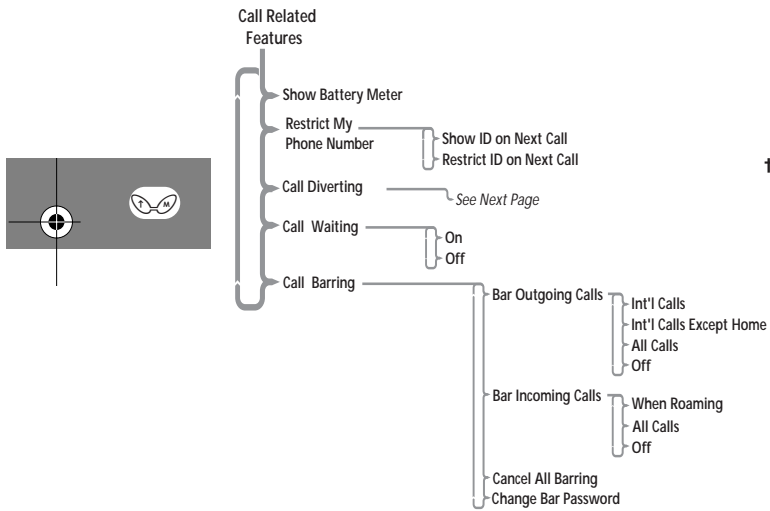 Call Related
Features
Show Battery Meter
Restrict My
Phone Number
Show ID on Next Call
Restrict ID on Next Call
†
Call Diverting
See Next Page
↑ M
Call Waiting
On
Off
Call Barring
Bar Outgoing Calls
Int'l Calls
Int'l Calls Except Home
All Calls
Off
Bar Incoming Calls
When Roaming
All Calls
Off
Cancel All Barring
Change Bar Password